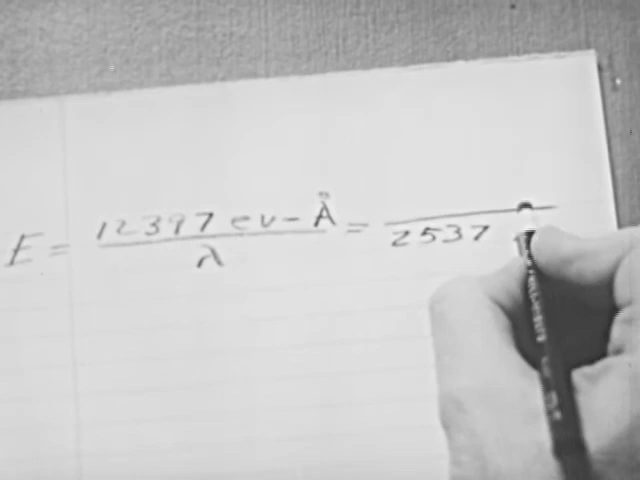 E = 12397 ev-Å / λ = / 2537